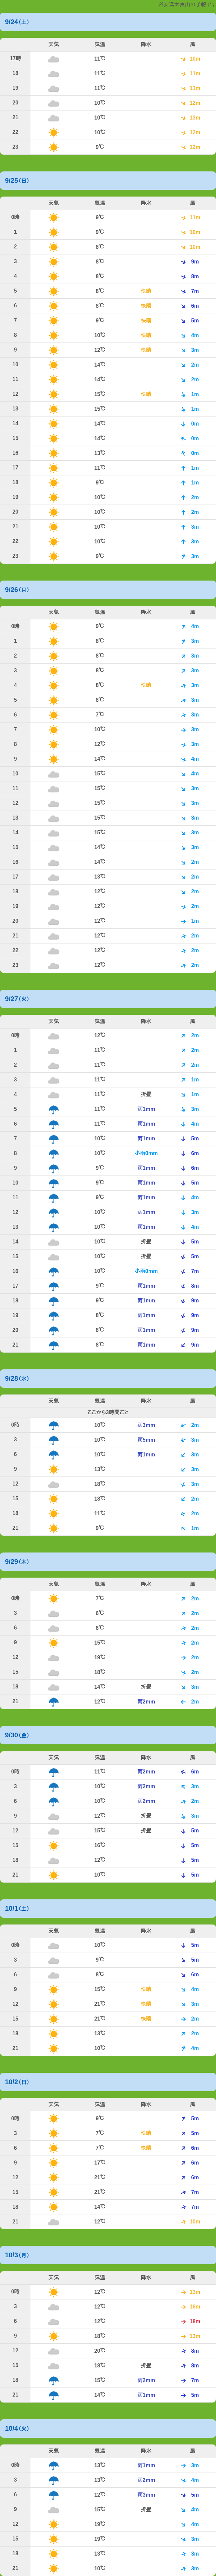 ※安達太良山の予報です
9/24(土)
天気 気温 降水 風
17時 11℃ 10m
18 11℃ 11m
19 11℃ 11m
20 10℃ 12m
21 10℃ 13m
22 10℃ 12m
23 9℃ 12m
9/25(日)
天気 気温 降水 風
0時 9℃ 11m
1 9℃ 10m
2 8℃ 10m
3 8℃ 9m
4 8℃ 8m
5 8℃ 快晴 7m
6 8℃ 快晴 6m
7 9℃ 快晴 5m
8 10℃ 快晴 4m
9 12℃ 快晴 3m
10 14℃ 2m
11 14℃ 2m
12 15℃ 快晴 1m
13 15℃ 1m
14 14℃ 0m
15 14℃ 0m
16 13℃ 0m
17 11℃ 1m
18 9℃ 1m
19 10℃ 2m
20 10℃ 2m
21 10℃ 3m
22 10℃ 3m
23 9℃ 3m
9/26(月)
天気 気温 降水 風
0時 9℃ 4m
1 8℃ 3m
2 8℃ 3m
3 8℃ 3m
4 8℃ 快晴 3m
5 8℃ 3m
6 7℃ 3m
7 10℃ 3m
8 12℃ 3m
9 14℃ 4m
10 15℃ 4m
11 15℃ 3m
12 15℃ 3m
13 15℃ 3m
14 15℃ 3m
15 14℃ 3m
16 14℃ 2m
17 13℃ 2m
18 12℃ 2m
19 12℃ 2m
20 12℃ 1m
21 12℃ 2m
22 12℃ 2m
23 12℃ 2m
9/27(火)
天気 気温 降水 風
0時 12℃ 2m
1 11℃ 2m
2 11℃ 2m
3 11℃ 1m
4 11℃ 折畳 1m
5 11℃ 雨1mm 3m
6 11℃ 雨1mm 4m
7 10℃ 雨1mm 5m
8 10℃ 小雨0mm 6m
9 9℃ 雨1mm 6m
10 9℃ 雨1mm 5m
11 9℃ 雨1mm 4m
12 10℃ 雨1mm 3m
13 10℃ 雨1mm 4m
14 10℃ 折畳 5m
15 10℃ 折畳 5m
16 10℃ 小雨0mm 7m
17 9℃ 雨1mm 8m
18 9℃ 雨1mm 9m
19 8℃ 雨1mm 9m
20 8℃ 雨1mm 9m
21 8℃ 雨1mm 9m
9/28(水)
天気 気温 降水 風
ここから3時間ごと
0時 10℃ 雨3mm 2m
3 10℃ 雨5mm 3m
6 10℃ 雨1mm 3m
9 13℃ 3m
12 18℃ 3m
15 18℃ 2m
18 11℃ 2m
21 9℃ 1m
9/29(木)
天気 気温 降水 風
0時 7℃ 2m
3 6℃ 2m
6 6℃ 2m
9 15℃ 2m
12 19℃ 2m
15 18℃ 2m
18 14℃ 折畳 3m
21 12℃ 雨2mm 2m
9/30(金)
天気 気温 降水 風
0時 11℃ 雨2mm 6m
3 10℃ 雨2mm 3m
6 10℃ 雨2mm 2m
9 12℃ 折畳 3m
12 15℃ 折畳 5m
15 16℃ 5m
18 12℃ 5m
21 10℃ 5m
10/1(土)
天気 気温 降水 風
0時 10℃ 5m
3 9℃ 5m
6 8℃ 6m
9 15℃ 快晴 4m
12 21℃ 快晴 3m
15 21℃ 快晴 2m
18 13℃ 2m
21 10℃ 4m
10/2(日)
天気 気温 降水 風
0時 9℃ 5m
3 7℃ 快晴 5m
6 7℃ 快晴 6m
9 17℃ 6m
12 21℃ 6m
15 21℃ 7m
18 14℃ 7m
21 12℃ 10m
10/3(月)
天気 気温 降水 風
0時 12℃ 13m
3 12℃ 16m
6 12℃ 18m
9 18℃ 13m
12 20℃ 8m
15 18℃ 折畳 8m
18 15℃ 雨2mm 7m
21 14℃ 雨1mm 5m
10/4(火)
天気 気温 降水 風
0時 13℃ 雨1mm 3m
3 13℃ 雨2mm 4m
6 12℃ 雨3mm 5m
9 15℃ 折畳 4m
12 19℃ 4m
15 19℃ 3m
18 13℃ 3m
21 10℃ 3m